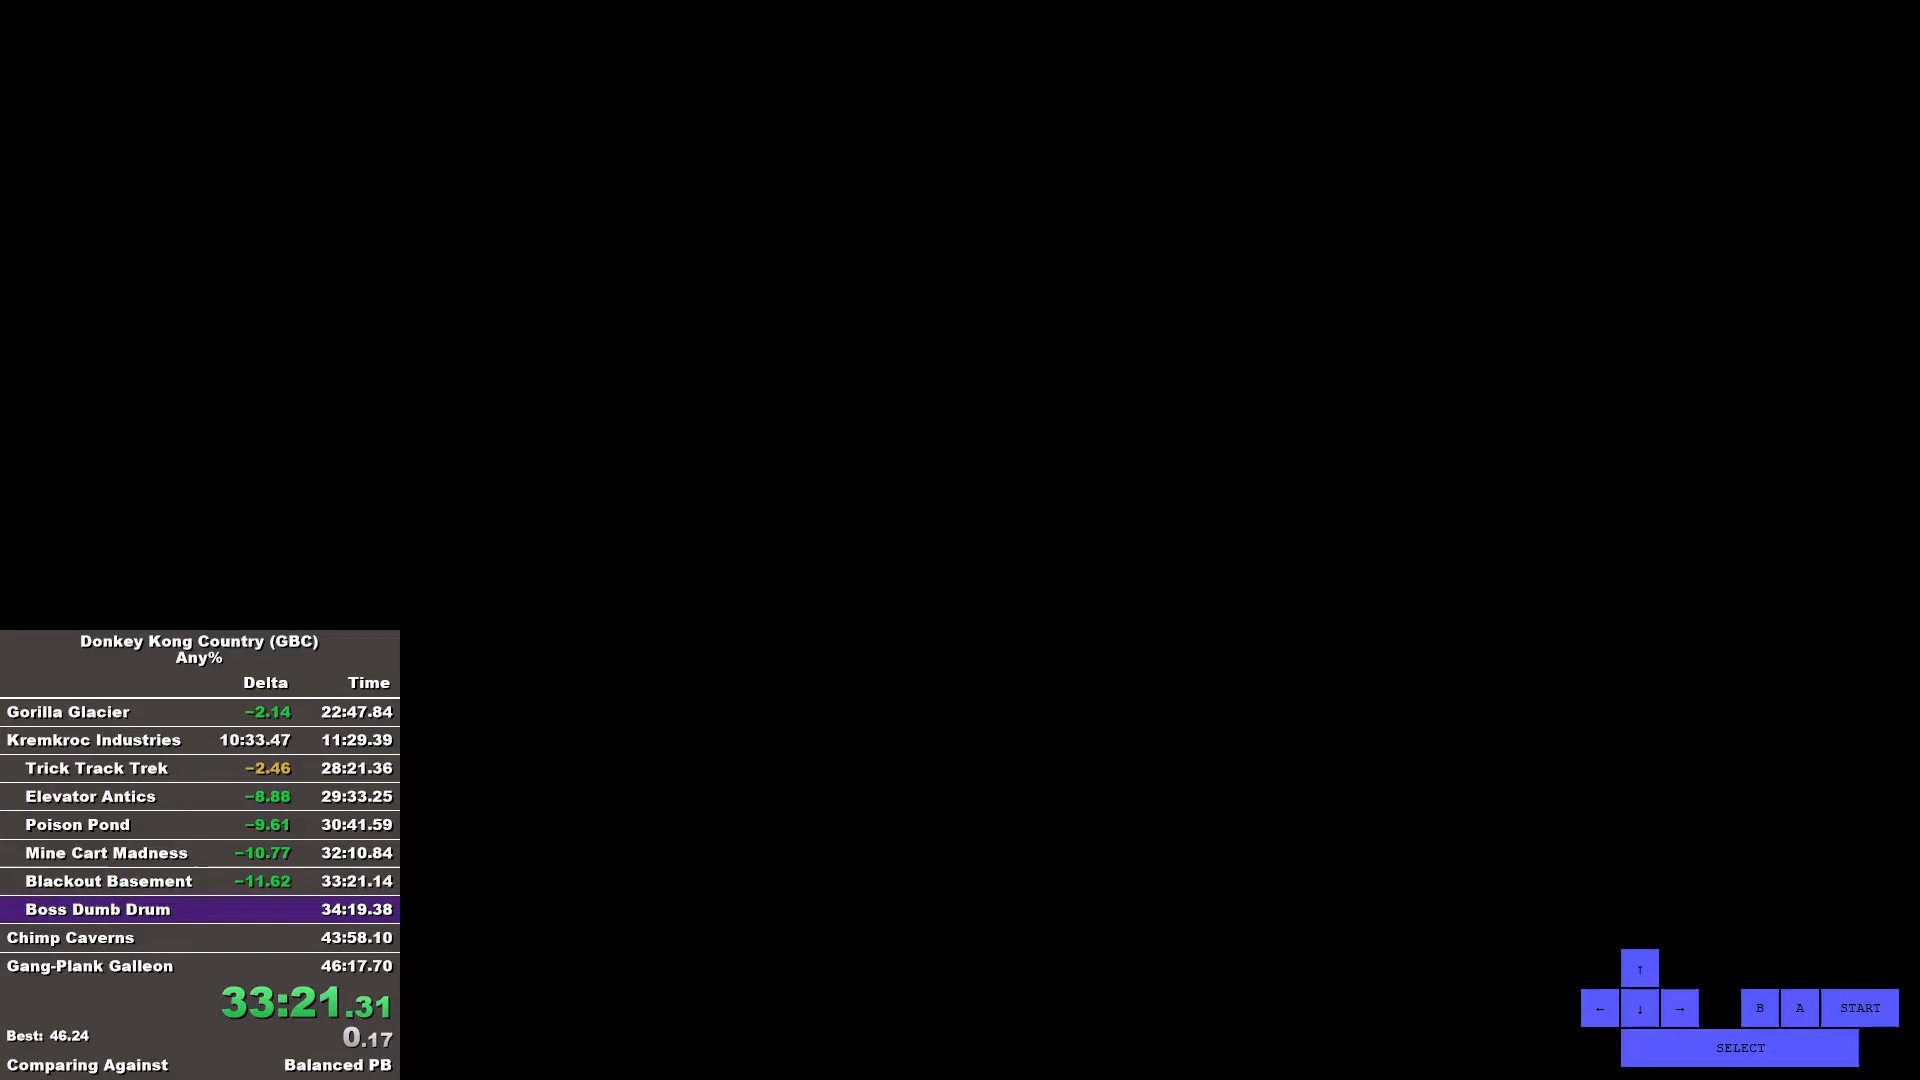 Donkey Kong Country (GBC)
Any%
Delta Time
Gorilla Glacier −2.14 22:47.84
Kremkroc Industries 10:33.47 11:29.39
Trick Track Trek −2.46 28:21.36
Elevator Antics −8.88 29:33.25
Poison Pond −9.61 30:41.59
Mine Cart Madness −10.77 32:10.84
Blackout Basement −11.62 33:21.14
Boss Dumb Drum 34:19.38
Chimp Caverns 43:58.10
Gang-Plank Galleon 46:17.70
33:21.31
Best: 46.24 0.17
Comparing Against Balanced PB
↑
← ↓ → B A START
SELECT